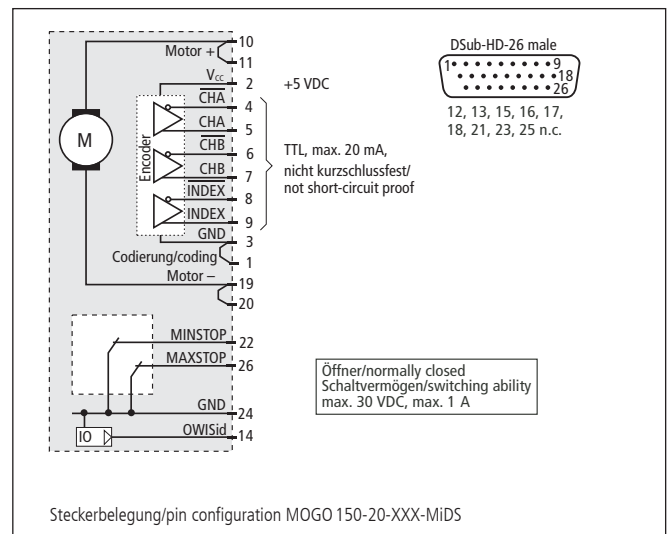 10
Motor +
11
Vcc
2
+5 VDC
CHA
4
CHA
5
CHB
6
CHB
7
INDEX
8
INDEX
9
GND
3
Codierung/coding
1
Motor –
19
20
M
Encoder
TTL, max. 20 mA,
nicht kurzschlussfest/
not short-circuit proof
DSub-HD-26 male
1
9
18
26
12, 13, 15, 16, 17,
18, 21, 23, 25 n.c.
MINSTOP
22
MAXSTOP
26
GND
24
IO
OWISid
14
Öffner/normally closed
Schaltvermögen/switching ability
max. 30 VDC, max. 1 A
Steckerbelegung/pin configuration MOGO 150-20-XXX-MiDS